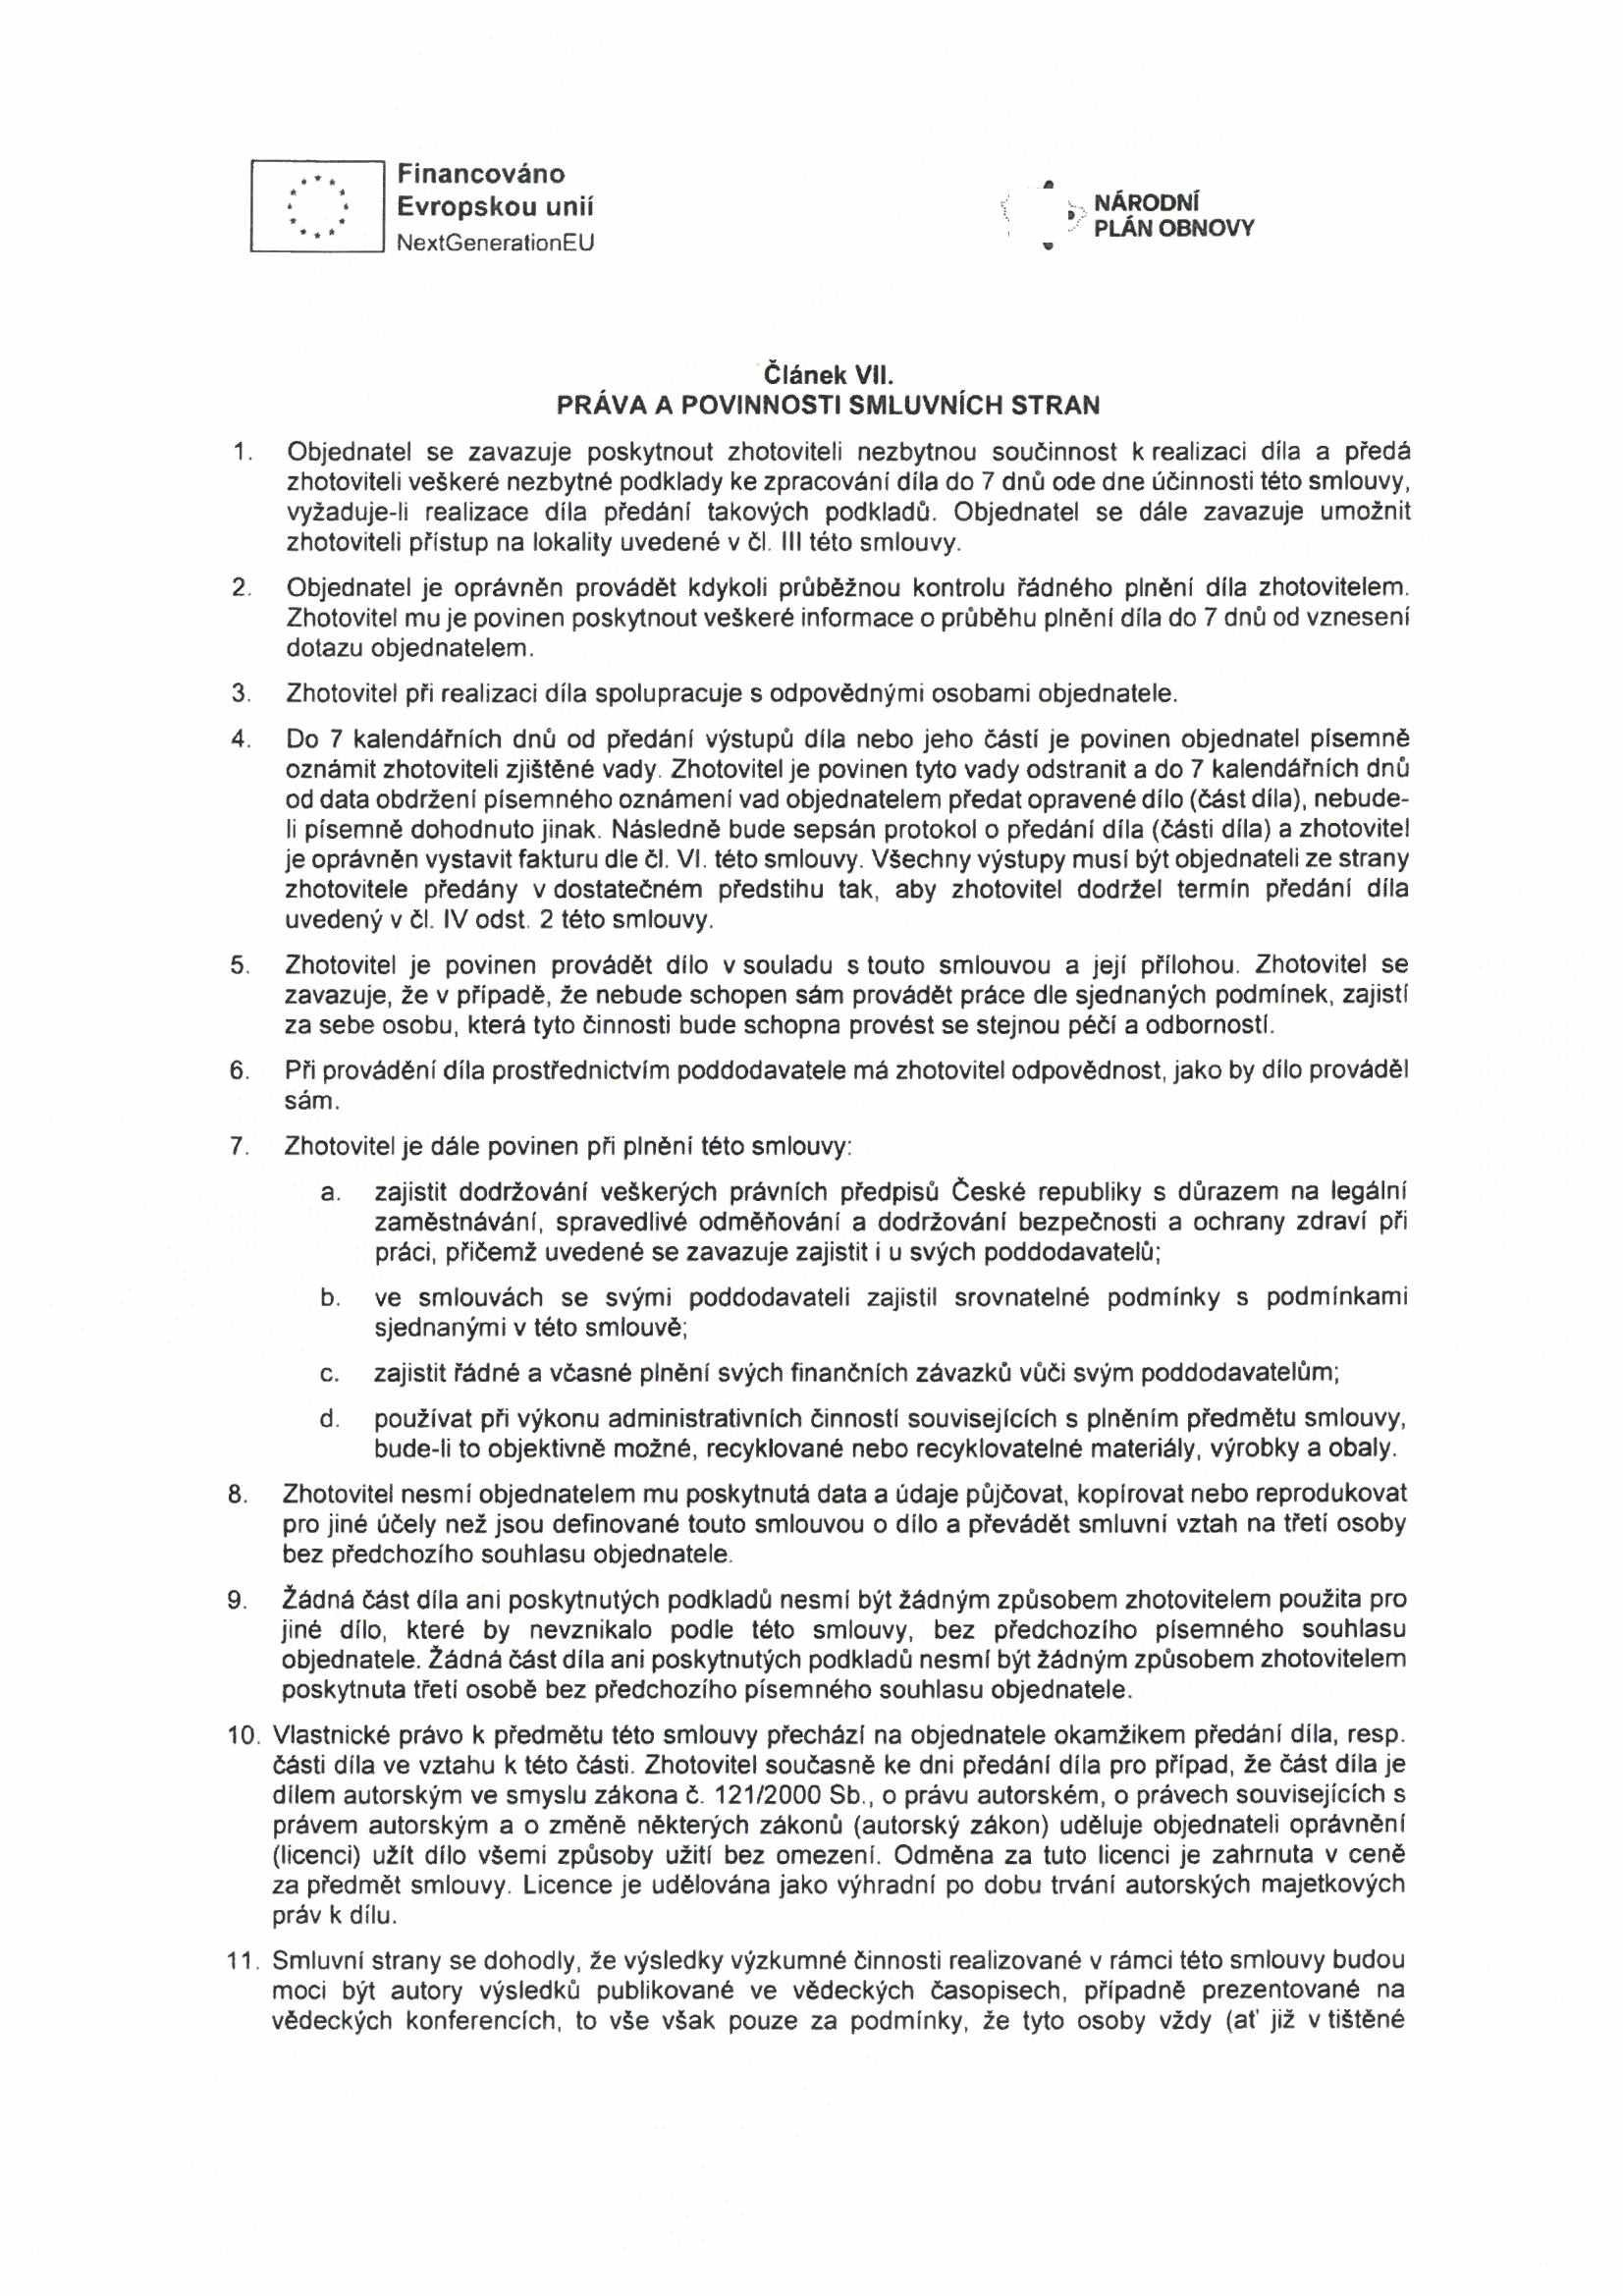 Financováno
Evropskou unií
NextGenerationEU
NÁRODNÍ
PLÁN OBNOVY
Článek VII.
PRÁVA A POVINNOSTI SMLUVNÍCH STRAN
1. Objednatel se zavazuje poskytnout zhotoviteli nezbytnou součinnost k realizaci díla a předá
zhotoviteli veškeré nezbytné podklady ke zpracování díla do 7 dnů ode dne účinnosti této smlouvy,
vyžaduje-li realizace díla předání takových podkladů. Objednatel se dále zavazuje umožnit
zhotoviteli přístup na lokality uvedené v čl. III této smlouvy.
2. Objednatel je oprávněn provádět kdykoli průběžnou kontrolu řádného plnění díla zhotovitelem.
Zhotovitel mu je povinen poskytnout veškeré informace o průběhu plnění díla do 7 dnů od vznesení
dotazu objednatelem.
3. Zhotovitel při realizaci díla spolupracuje s odpovědnými osobami objednatele.
4. Do 7 kalendářních dnů od předání výstupů díla nebo jeho částí je povinen objednatel písemně
oznámit zhotoviteli zjištěné vady. Zhotovitel je povinen tyto vady odstranit a do 7 kalendářních dnů
od data obdržení písemného oznámení vad objednatelem předat opravené dílo (část díla), nebude-
li písemně dohodnuto jinak. Následně bude sepsán protokol o předání díla (části díla) a zhotovitel
je oprávněn vystavit fakturu dle čl. VI. této smlouvy. Všechny výstupy musí být objednateli ze strany
zhotovitele předány v dostatečném předstihu tak, aby zhotovitel dodržel termín předání díla
uvedený v čl. IV odst. 2 této smlouvy.
5. Zhotovitel je povinen provádět dílo v souladu s touto smlouvou a její přílohou. Zhotovitel se
zavazuje, že v případě, že nebude schopen sám provádět práce dle sjednaných podmínek, zajistí
za sebe osobu, která tyto činnosti bude schopna provést se stejnou péčí a odborností.
6. Při provádění díla prostřednictvím poddodavatele má zhotovitel odpovědnost, jako by dílo prováděl
sám.
7. Zhotovitel je dále povinen při plnění této smlouvy:
a. zajistit dodržování veškerých právních předpisů České republiky s důrazem na legální
zaměstnávání, spravedlivé odměňování a dodržování bezpečnosti a ochrany zdraví při
práci, přičemž uvedené se zavazuje zajistit i u svých poddodavatelů;
b. ve smlouvách se svými poddodavateli zajistil srovnatelné podmínky s podmínkami
sjednanými v této smlouvě;
c. zajistit řádné a včasné plnění svých finančních závazků vůči svým poddodavatelům;
d. používat při výkonu administrativních činností souvisejících s plněním předmětu smlouvy,
bude-li to objektivně možné, recyklované nebo recyklovatelné materiály, výrobky a obaly.
8. Zhotovitel nesmí objednatelem mu poskytnutá data a údaje půjčovat, kopírovat nebo reprodukovat
pro jiné účely než jsou definované touto smlouvou o dílo a převádět smluvní vztah na třetí osoby
bez předchozího souhlasu objednatele.
9. Žádná část díla ani poskytnutých podkladů nesmí být žádným způsobem zhotovitelem použita pro
jiné dílo, které by nevznikalo podle této smlouvy, bez předchozího písemného souhlasu
objednatele. Žádná část díla ani poskytnutých podkladů nesmí být žádným způsobem zhotovitelem
poskytnuta třetí osobě bez předchozího písemného souhlasu objednatele.
10. Vlastnické právo k předmětu této smlouvy přechází na objednatele okamžikem předání díla, resp.
části díla ve vztahu k této části. Zhotovitel současně ke dni předání díla pro případ, že část díla je
dílem autorským ve smyslu zákona č. 121/2000 Sb., o právu autorském, o právech souvisejících s
právem autorským a o změně některých zákonů (autorský zákon) uděluje objednateli oprávnění
(licenci) užít dílo všemi způsoby užití bez omezení. Odměna za tuto licenci je zahrnuta v ceně
za předmět smlouvy. Licence je udělována jako výhradní po dobu trvání autorských majetkových
práv k dílu.
11. Smluvní strany se dohodly, že výsledky výzkumné činnosti realizované v rámci této smlouvy budou
moci být autory výsledků publikované ve vědeckých časopisech, případně prezentované na
vědeckých konferencích, to vše však pouze za podmínky, že tyto osoby vždy (ať již v tištěné